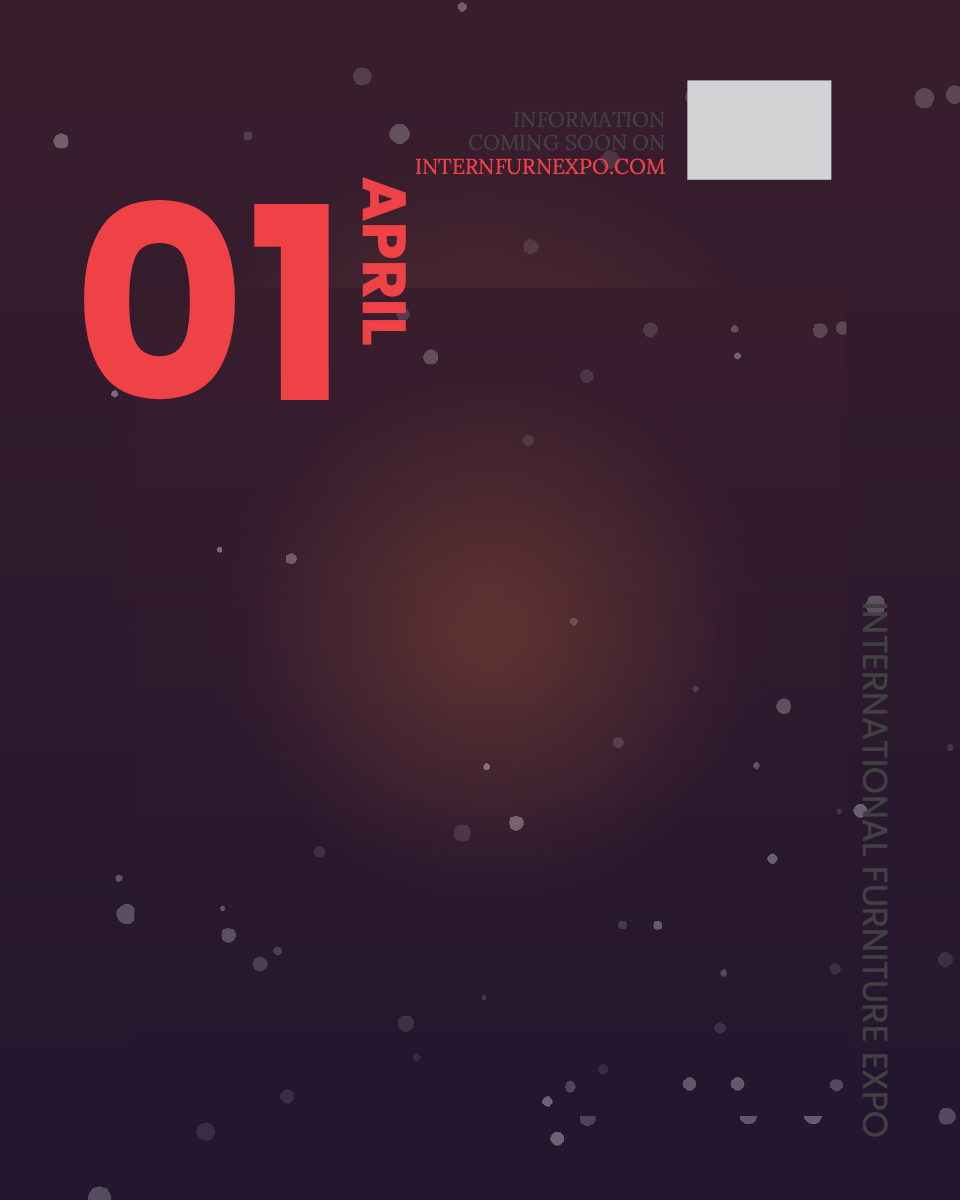 INFORMATION
COMING SOON ON
INTERNFURNEXPO.COM
01
APRIL
INTERNATIONAL FURNITURE EXPO